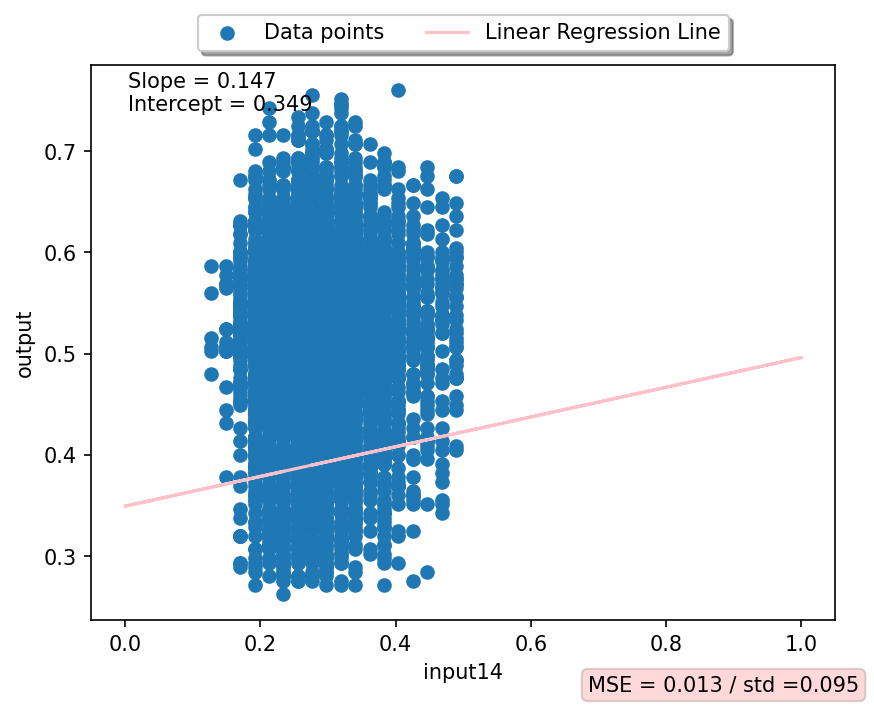 Data points
Linear Regression Line
Slope = 0.147
Intercept = 0.349
output
0.7
0.6
0.5
0.4
0.3
0.0
0.2
0.4
0.6
0.8
1.0
input14
MSE = 0.013 / std =0.095